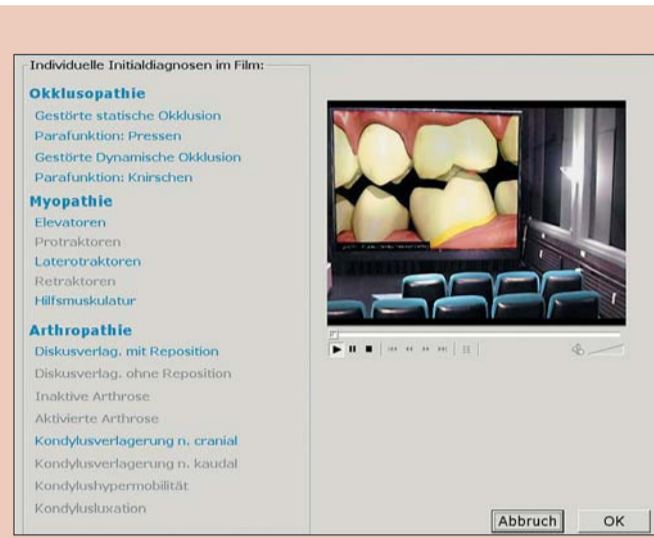 Individuelle Initialdiagnosen im Film:
Okklusopathie
Gestörte statische Okklusion
Parafunktion: Pressen
Gestörte Dynamische Okklusion
Parafunktion: Knirschen
Myopathie
Elevatoren
Protraktoren
Laterotraktoren
Retraktoren
Hilfsmuskulatur
Arthropathie
Diskusverlag. mit Reposition
Diskusverlag. ohne Reposition
Inaktive Arthrose
Aktivierte Arthrose
Kondylusverlagerung n. cranial
Kondylusverlagerung n. kaudal
Kondylushypermobilität
Kondylusluxation
Abbruch
OK